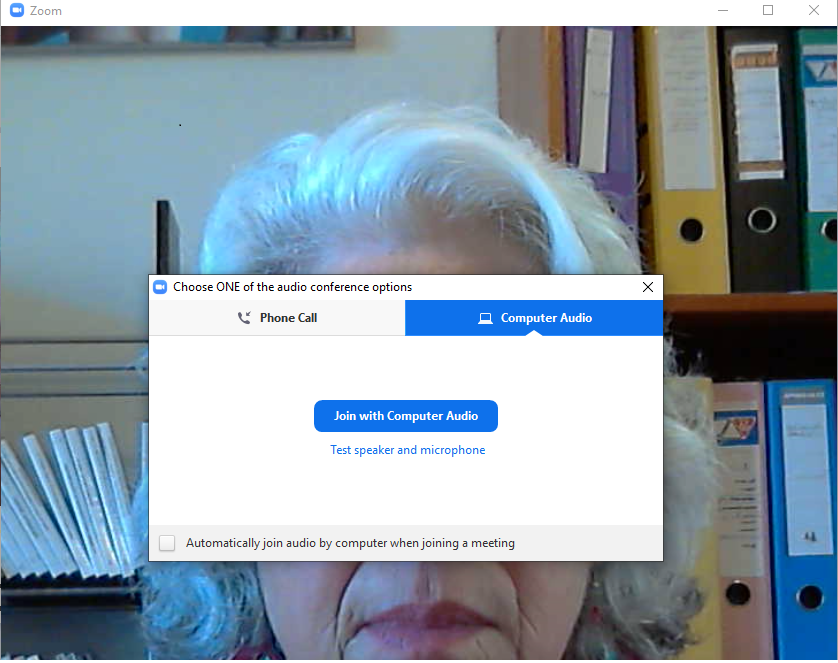 Zoom
Choose ONE of the audio conference options
Phone Call
Computer Audio
Join with Computer Audio
Test speaker and microphone
Automatically join audio by computer when joining a meeting